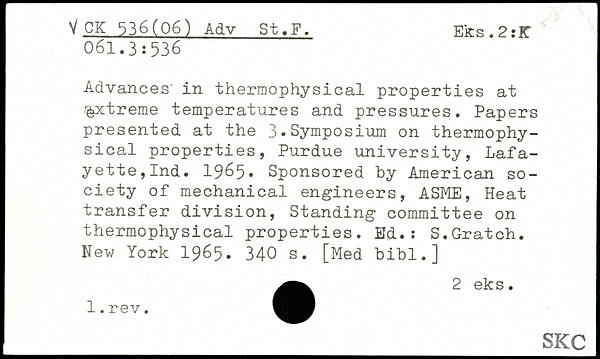 √ CK 536(06) Adv St.F. Eks.2:K
061.3:536
Advances in thermophysical properties at
extreme temperatures and pressures. Papers
presented at the 3.Symposium on thermophy-
sical properties, Purdue university, Lafa-
yette,Ind. 1965. Sponsored by American so-
ciety of mechanical engineers, ASME, Heat
transfer division, Standing committee on
thermophysical properties. Ed.: S.Gratch.
New York 1965. 340 s. [Med bibl.]
2 eks.
1.rev.
SKC